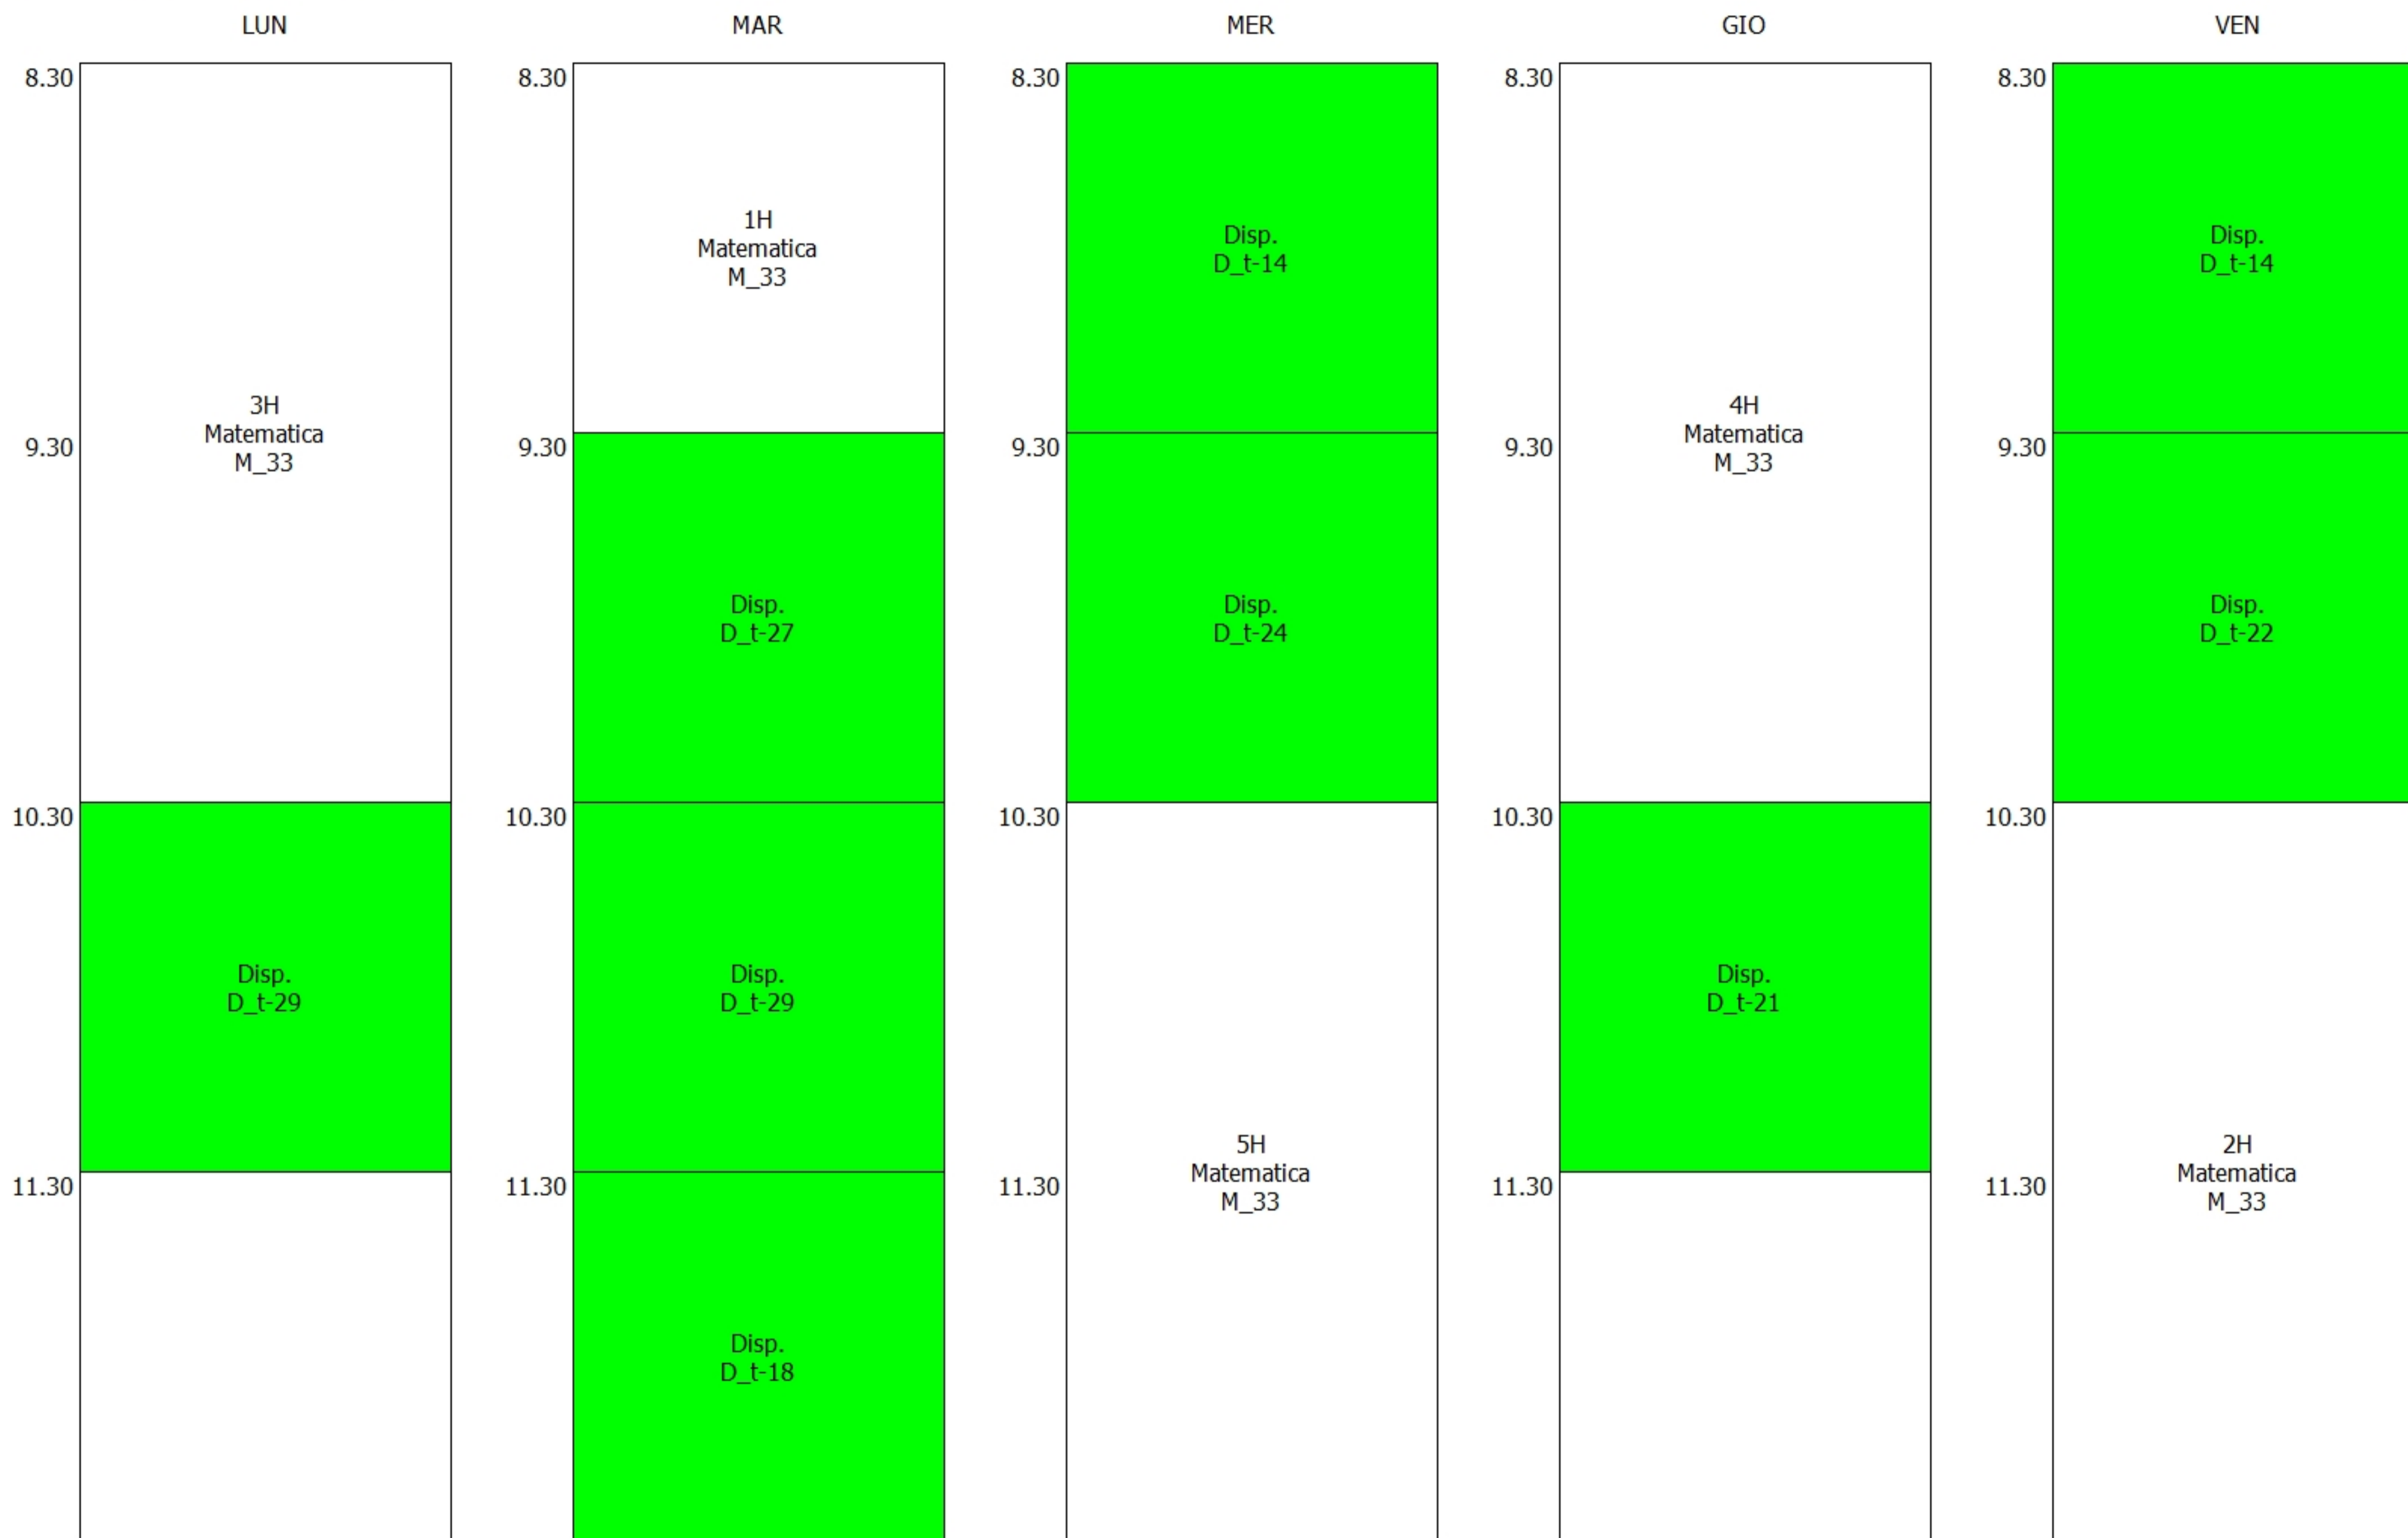 LUN
MAR
MER
GIO
VEN
8.30
8.30
8.30
8.30
8.30
3H
Matematica
M_33
1H
Matematica
M_33
Disp.
D_t-14
4H
Matematica
M_33
Disp.
D_t-14
9.30
9.30
9.30
9.30
9.30
Disp.
D_t-27
Disp.
D_t-24
Disp.
D_t-22
10.30
10.30
10.30
10.30
10.30
Disp.
D_t-29
Disp.
D_t-29
5H
Matematica
M_33
Disp.
D_t-21
2H
Matematica
M_33
11.30
11.30
11.30
11.30
11.30
Disp.
D_t-18